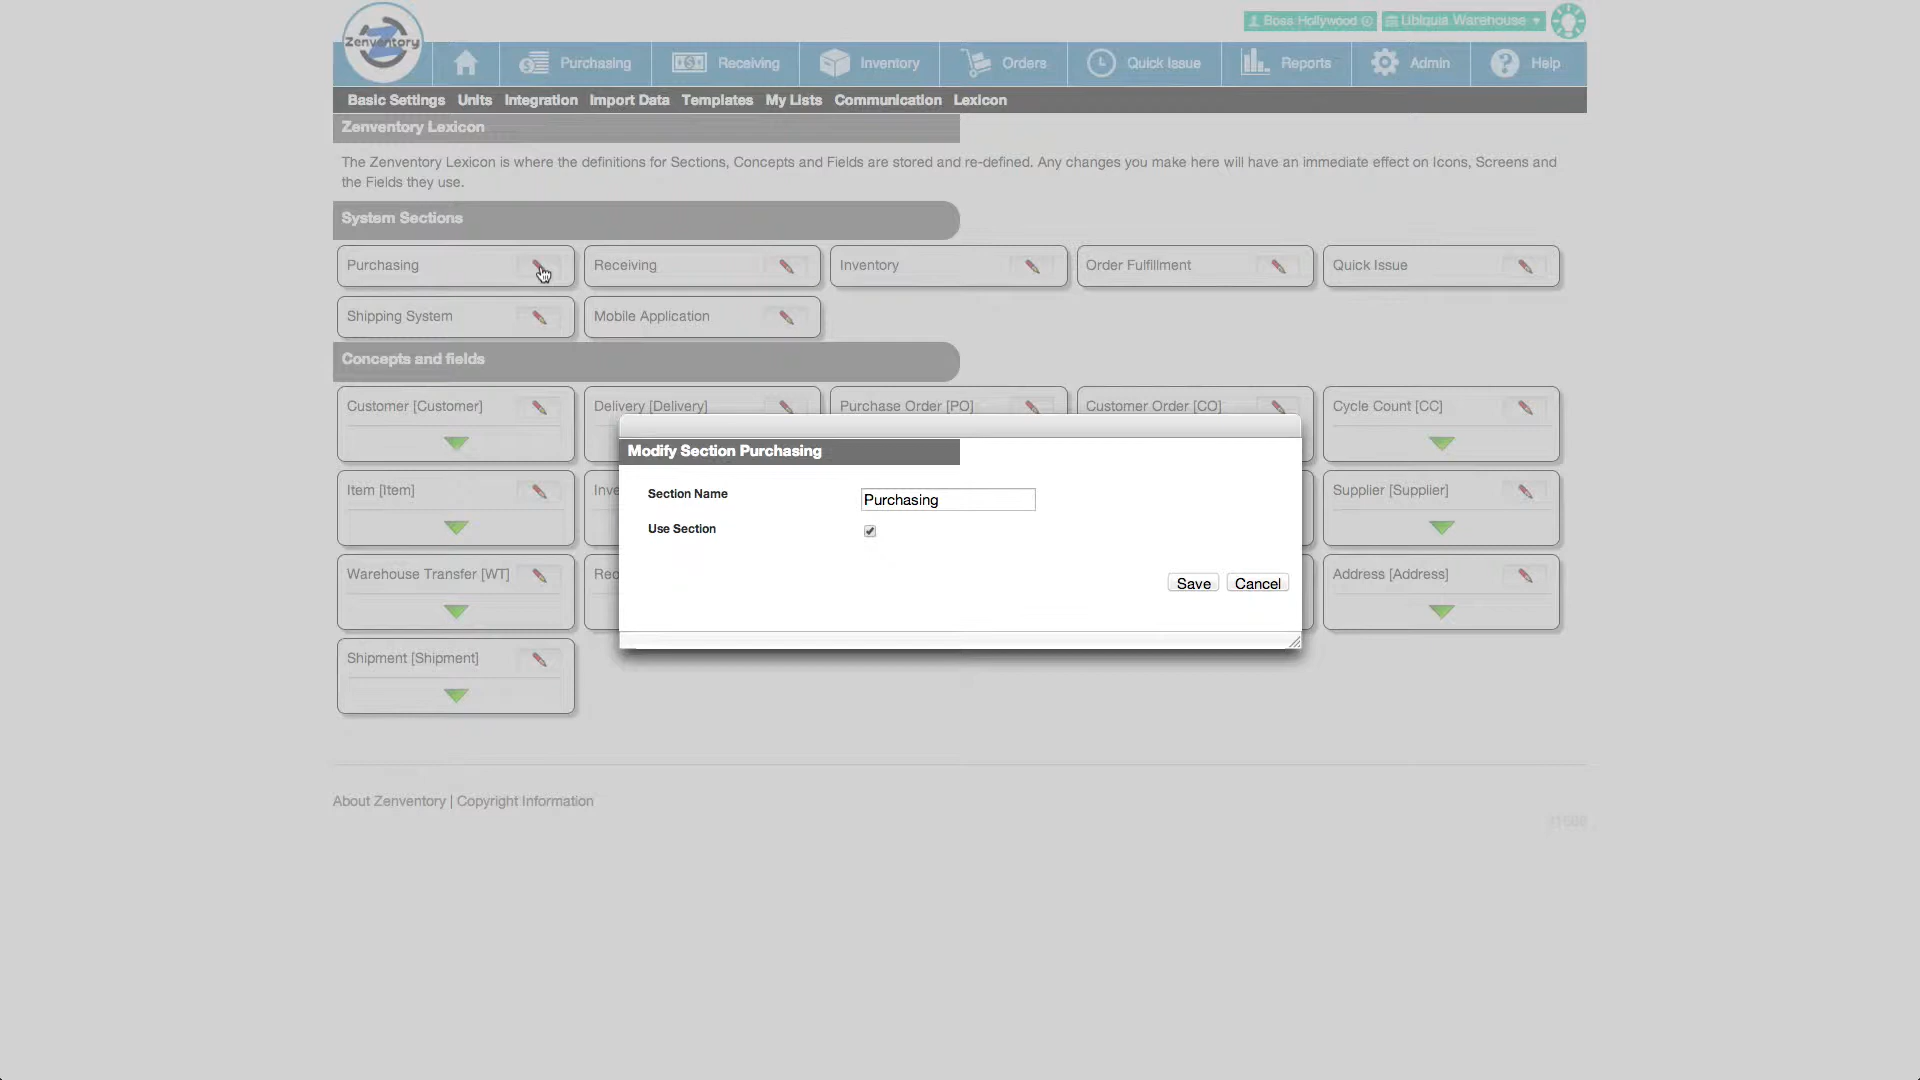 Zenventory
Boss Hollywood
Libiquia Warehouse
Purchasing
Receiving
Inventory
Orders
Quick Issue
Reports
Admin
Help
Basic Settings Units Integration Import Data Templates My Lists Communication Lexicon
Zenventory Lexicon
The Zenventory Lexicon is where the definitions for Sections, Concepts and Fields are stored and re-defined. Any changes you make here will have an immediate effect on Icons, Screens and
the Fields they use.
System Sections
Purchasing
Receiving
Inventory
Order Fulfillment
Quick Issue
Shipping System
Mobile Application
Concepts and fields
Customer [Customer]
Delivery [Delivery]
Purchase Order [PO]
Customer Order [CO]
Cycle Count [CC]
Modify Section Purchasing
Section Name Purchasing
Use Section
Save Cancel
Item [Item]
Inve
Supplier [Supplier]
Warehouse Transfer [WT]
Address [Address]
Shipment [Shipment]
About Zenventory | Copyright Information